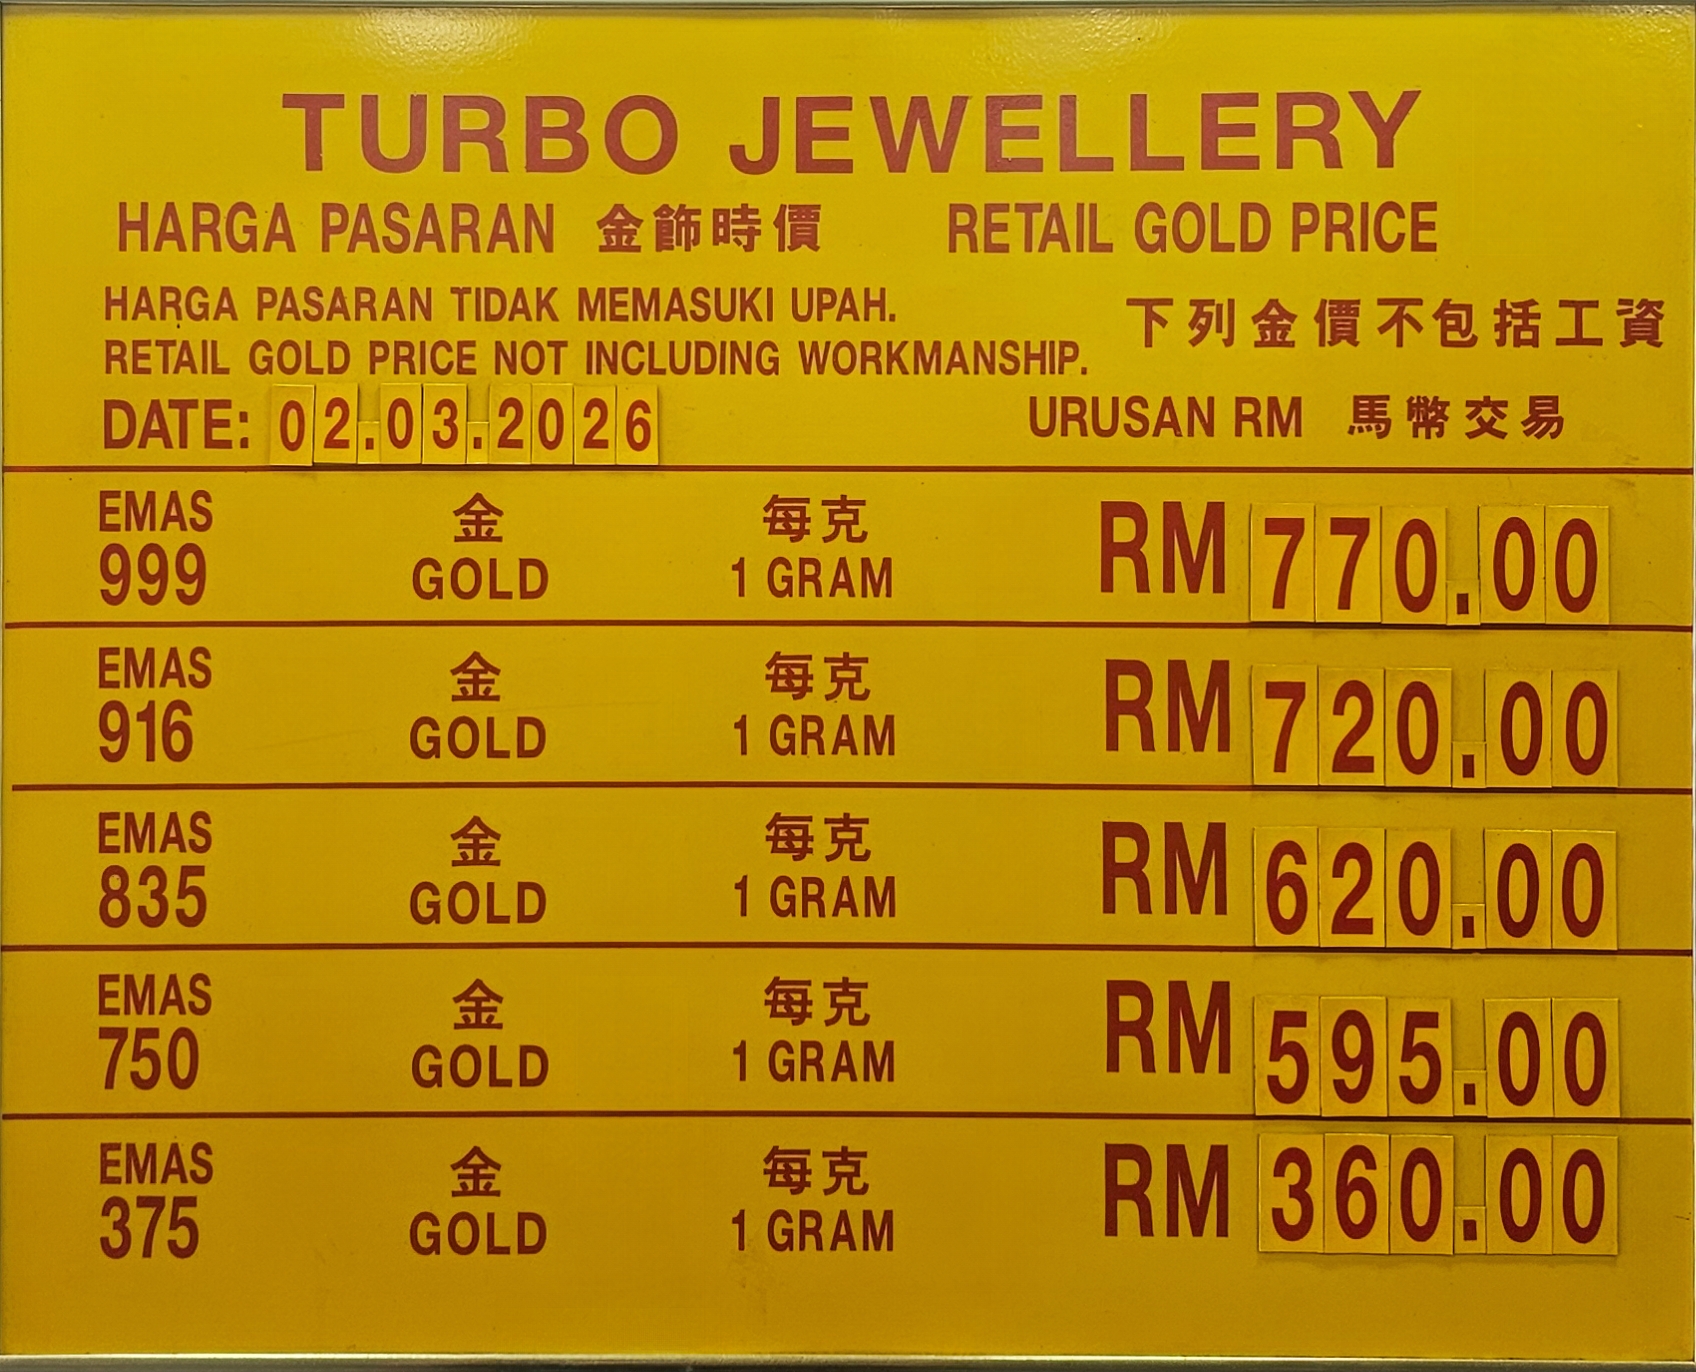 TURBO JEWELLERY
HARGA PASARAN 金飾時價 RETAIL GOLD PRICE
HARGA PASARAN TIDAK MEMASUKI UPAH.
RETAIL GOLD PRICE NOT INCLUDING WORKMANSHIP.
下列金價不包括工資
DATE: 02.03.2026
URUSAN RM 馬幣交易
EMAS 金 每克
999 GOLD 1 GRAM RM 770.00
EMAS 金 每克
916 GOLD 1 GRAM RM 720.00
EMAS 金 每克
835 GOLD 1 GRAM RM 620.00
EMAS 金 每克
750 GOLD 1 GRAM RM 595.00
EMAS 金 每克
375 GOLD 1 GRAM RM 360.00